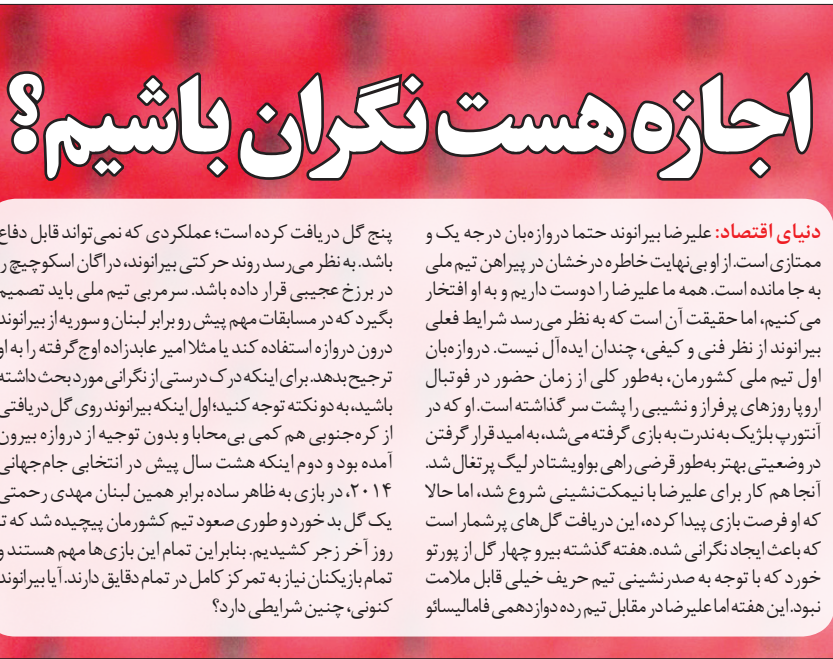 اجازه هست نگران باشیم؟
دنیای اقتصاد: علیرضا بیرانوند حتما دروازه‌بان درجه یک و
ممتازی است. از او بی‌نهایت خاطره درخشان در پیراهن تیم ملی
به جا مانده است. همه ما علیرضا را دوست داریم و به او افتخار
می‌کنیم، اما حقیقت آن است که به نظر می‌رسد شرایط فعلی
بیرانوند از نظر فنی و کیفی، چندان ایده‌آل نیست. دروازه‌بان
اول تیم ملی کشورمان، به‌طور کلی از زمان حضور در فوتبال
اروپا روزهای پرفراز و نشیبی را پشت سر گذاشته است. او که در
آنتورپ بلژیک به‌ندرت به بازی گرفته می‌شد، به امید قرار گرفتن
در وضعیتی بهتر به‌طور قرضی راهی بواویشتا در لیگ پرتغال شد.
آنجا هم کار برای علیرضا با نیمکت‌نشینی شروع شد، اما حالا
که او فرصت بازی پیدا کرده، این دریافت گل‌های پرشمار است
که باعث ایجاد نگرانی شده. هفته گذشته بیرو چهار گل از پورتو
خورد که با توجه به صدرنشینی تیم حریف خیلی قابل ملامت
نبود. این هفته اما علیرضا در مقابل تیم رده دوازدهمی فامالیسائو
پنج گل دریافت کرده است؛ عملکردی که نمی‌تواند قابل دفاع
باشد. به نظر می‌رسد روند حرکتی بیرانوند، دراگان اسکوچیچ ر
در برزخ عجیبی قرار داده باشد. سرمربی تیم ملی باید تصمیم
بگیرد که در مسابقات مهم پیش رو برابر لبنان و سوریه از بیرانوند
درون دروازه استفاده کند یا مثلا امیر عابدزاده اوج‌گرفته را به او
ترجیح بدهد. برای اینکه درک درستی از نگرانی مورد بحث داشته
باشید، به دو نکته توجه کنید؛ اول اینکه بیرانوند روی گل دریافتی
از کره‌جنوبی هم کمی بی‌محابا و بدون توجیه از دروازه بیرون
آمده بود و دوم اینکه هشت سال پیش در انتخابی جام‌جهانی
۲۰۱۴، در بازی به ظاهر ساده برابر همین لبنان مهدی رحمتی
یک گل بد خورد و طوری صعود تیم کشورمان پیچیده شد که ت
روز آخر زجر کشیدیم. بنابراین تمام این بازی‌ها مهم هستند و
تمام بازیکنان نیاز به تمرکز کامل در تمام دقایق دارند. آیا بیرانوند
کنونی، چنین شرایطی دارد؟